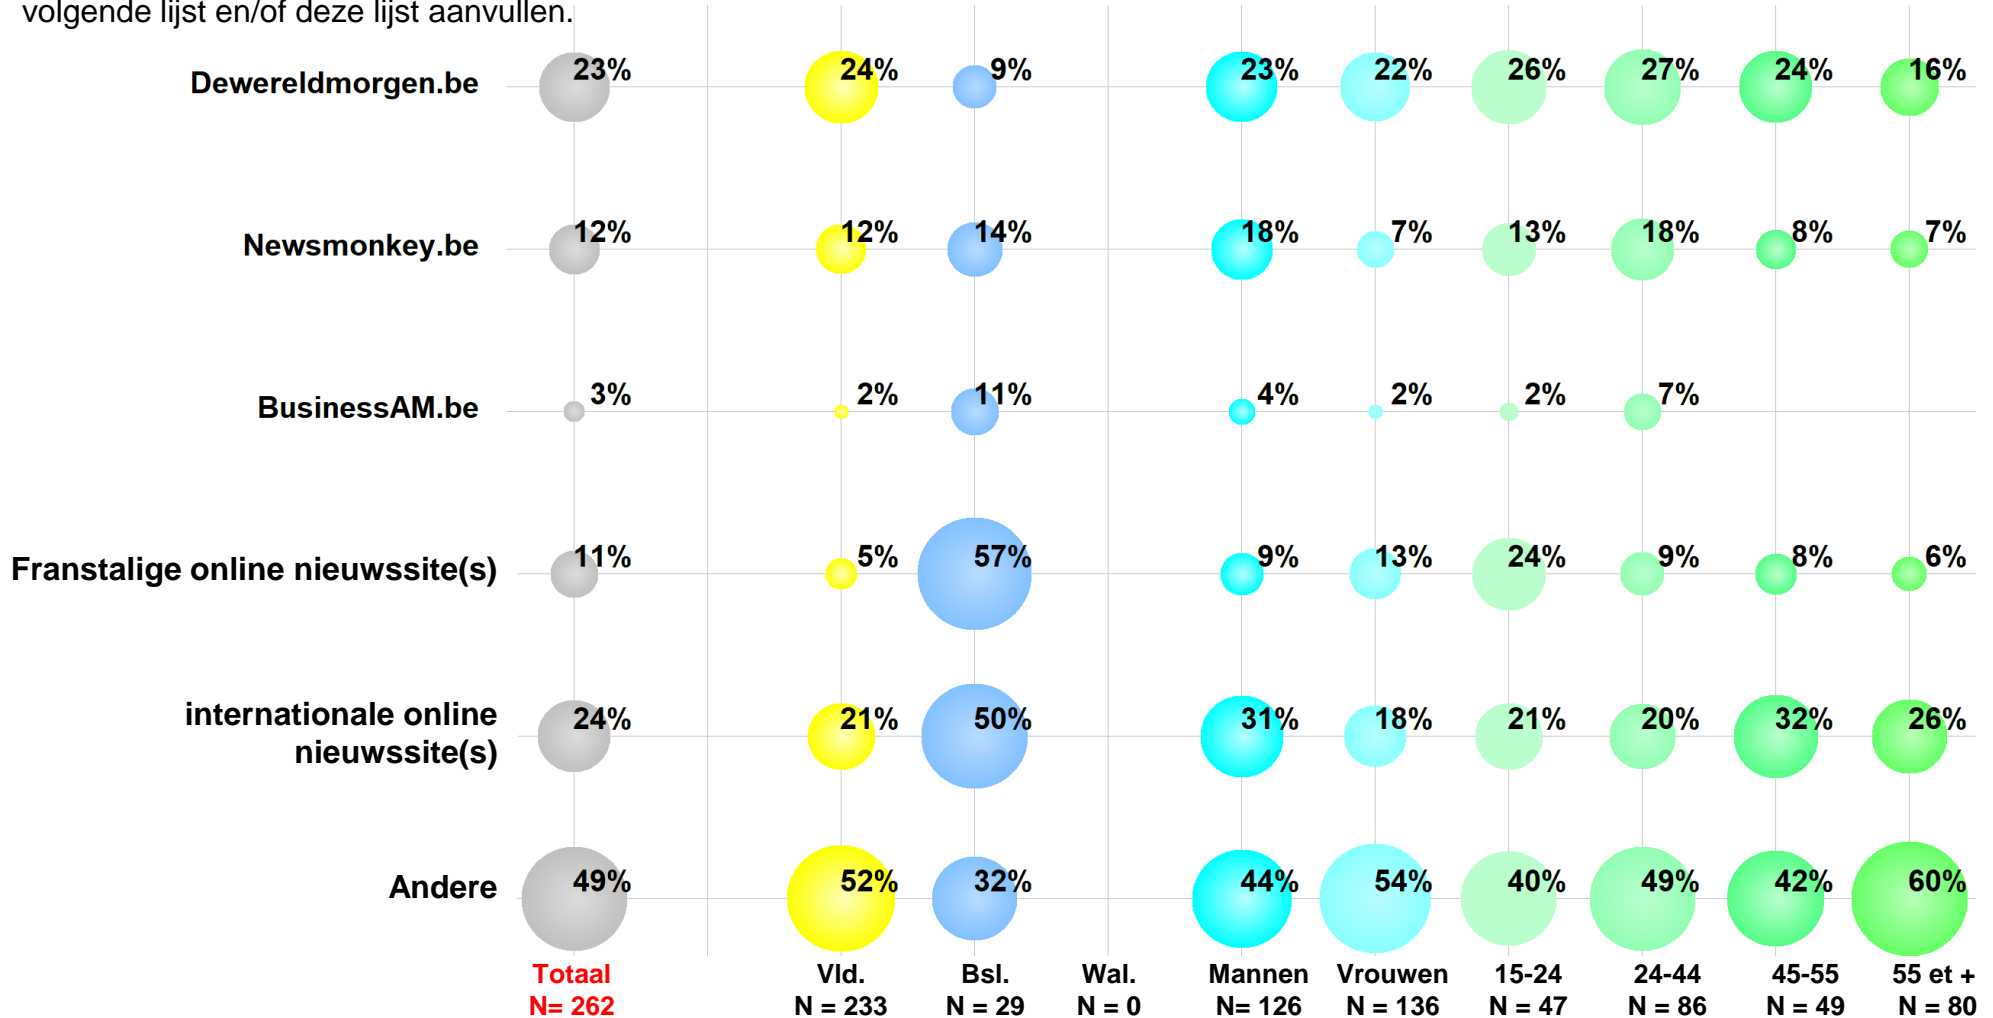 volgende lijst en/of deze lijst aanvullen.
Dewereldmorgen.be 23% 24% 9% 23% 22% 26% 27% 24% 16%
Newsmonkey.be 12% 12% 14% 18% 7% 13% 18% 8% 7%
BusinessAM.be 3% 2% 11% 4% 2% 2% 7%
Franstalige online nieuwssite(s) 11% 5% 57% 9% 13% 24% 9% 8% 6%
internationale online
nieuwssite(s) 24% 21% 50% 31% 18% 21% 20% 32% 26%
Andere 49% 52% 32% 44% 54% 40% 49% 42% 60%
Totaal Vld. Bsl. Wal. Mannen Vrouwen 15-24 24-44 45-55 55 et +
N= 262 N = 233 N = 29 N = 0 N= 126 N = 136 N = 47 N = 86 N = 49 N = 80